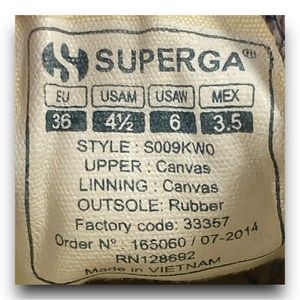 SUPERGA®
EU USAM USAW MEX
36 4½ 6 3.5
STYLE : S009KW0
UPPER : Canvas
LINNING : Canvas
OUTSOLE: Rubber
Factory code: 33357
Order N° : 165060 / 07-2014
RN128692
Made in VIETNAM